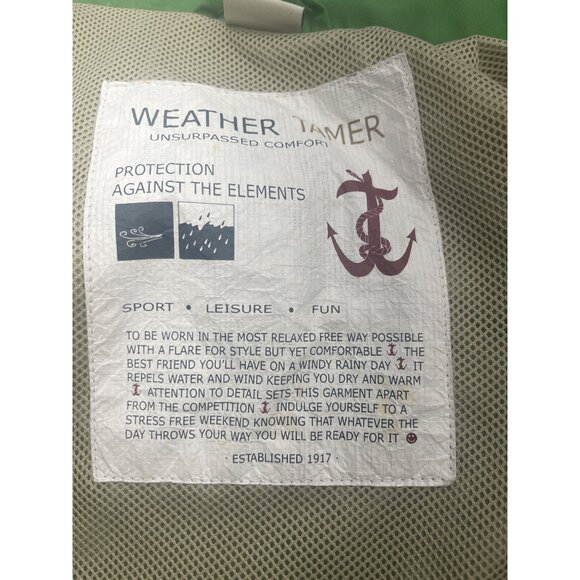 WEATHER TAMER
UNSURPASSED COMFORT
PROTECTION
AGAINST THE ELEMENTS
SPORT • LEISURE • FUN
TO BE WORN IN THE MOST RELAXED FREE WAY POSSIBLE
WITH A FLARE FOR STYLE BUT YET COMFORTABLE THE
BEST FRIEND YOU'LL HAVE ON A WINDY RAINY DAY IT
REPELS WATER AND WIND KEEPING YOU DRY AND WARM
ATTENTION TO DETAIL SETS THIS GARMENT APART
FROM THE COMPETITION INDULGE YOURSELF TO A
STRESS FREE WEEKEND KNOWING THAT WHATEVER THE
DAY THROWS YOUR WAY YOU WILL BE READY FOR IT
· ESTABLISHED 1917 ·